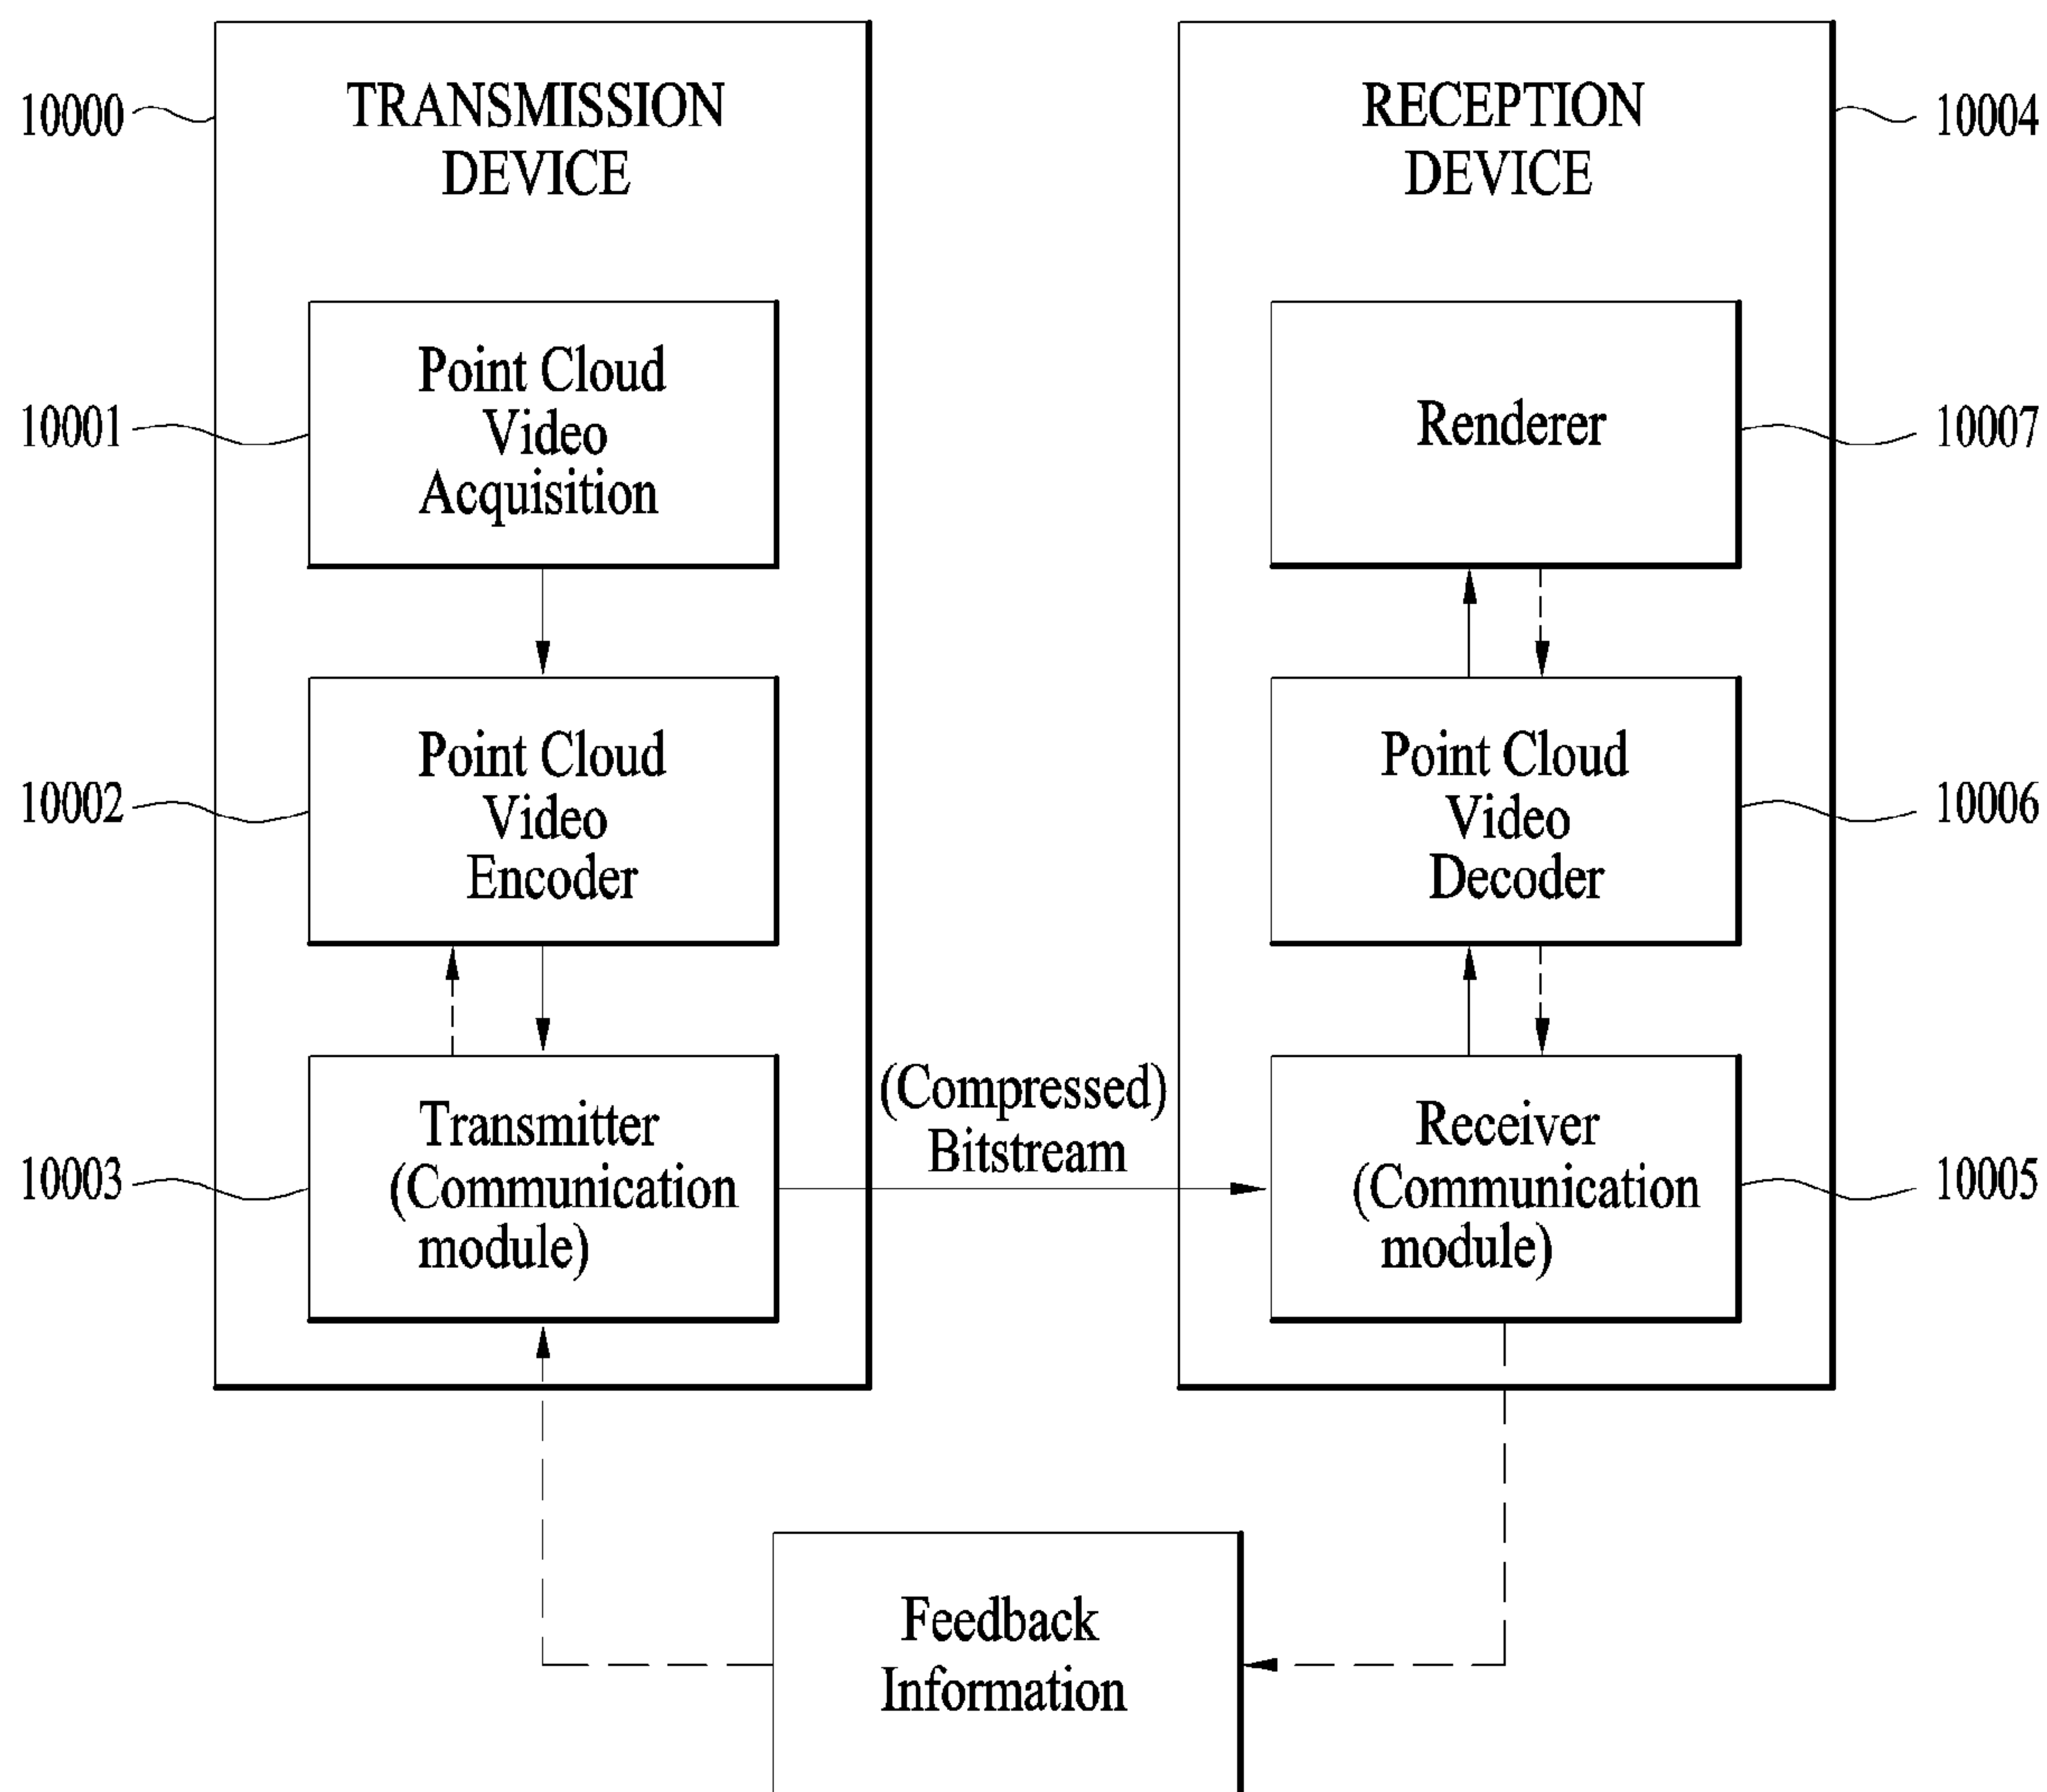 10000
TRANSMISSION
DEVICE
10001
Point Cloud
Video
Acquisition
10002
Point Cloud
Video
Encoder
10003
Transmitter
(Communication
module)
(Compressed)
Bitstream
RECEPTION
DEVICE
10004
Renderer
10007
Point Cloud
Video
Decoder
10006
Receiver
(Communication
module)
10005
Feedback
Information